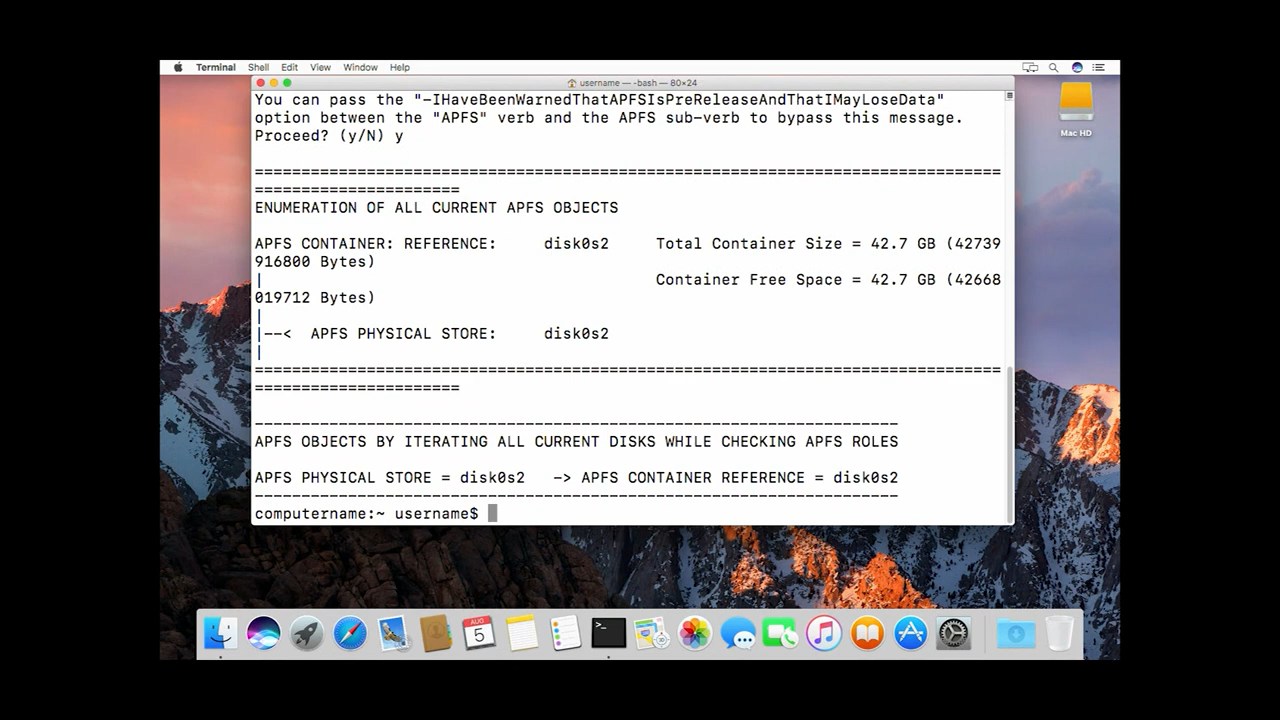 Terminal Shell Edit View Window Help
username — -bash — 80×24
You can pass the "-IHaveBeenWarnedThatAPFSIsPreReleaseAndThatIMayLoseData"
option between the "APFS" verb and the APFS sub-verb to bypass this message.
Proceed? (y/N) y
================================================================================
======================
ENUMERATION OF ALL CURRENT APFS OBJECTS
APFS CONTAINER: REFERENCE: disk0s2 Total Container Size = 42.7 GB (42739
916800 Bytes)
| Container Free Space = 42.7 GB (42668
019712 Bytes)
|
|--< APFS PHYSICAL STORE: disk0s2
|
================================================================================
======================
---------------------------------------------------------------------
APFS OBJECTS BY ITERATING ALL CURRENT DISKS WHILE CHECKING APFS ROLES
APFS PHYSICAL STORE = disk0s2 -> APFS CONTAINER REFERENCE = disk0s2
---------------------------------------------------------------------
computername:~ username$
Mac HD
AUG
5
>_